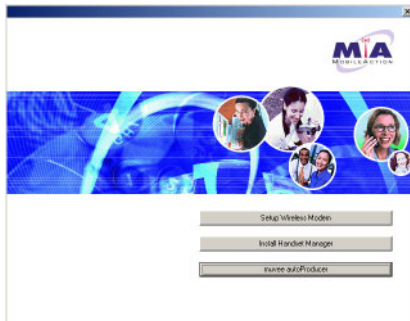 MA
MOBILEACTION
Setup Wireless Modem
Install Handset Manager
muvee autoProducer